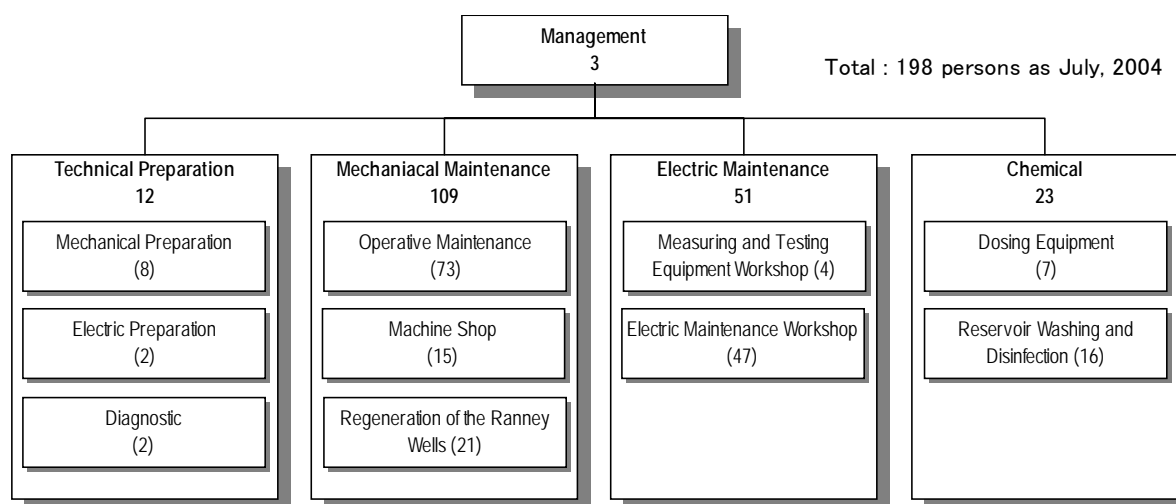 Management
3
Total : 198 persons as July, 2004
Technical Preparation
12
Mechanical Preparation
(8)
Electric Preparation
(2)
Diagnostic
(2)
Mechaniacal Maintenance
109
Operative Maintenance
(73)
Machine Shop
(15)
Regeneration of the Ranney
Wells (21)
Electric Maintenance
51
Measuring and Testing
Equipment Workshop (4)
Electric Maintenance Workshop
(47)
Chemical
23
Dosing Equipment
(7)
Reservoir Washing and
Disinfection (16)